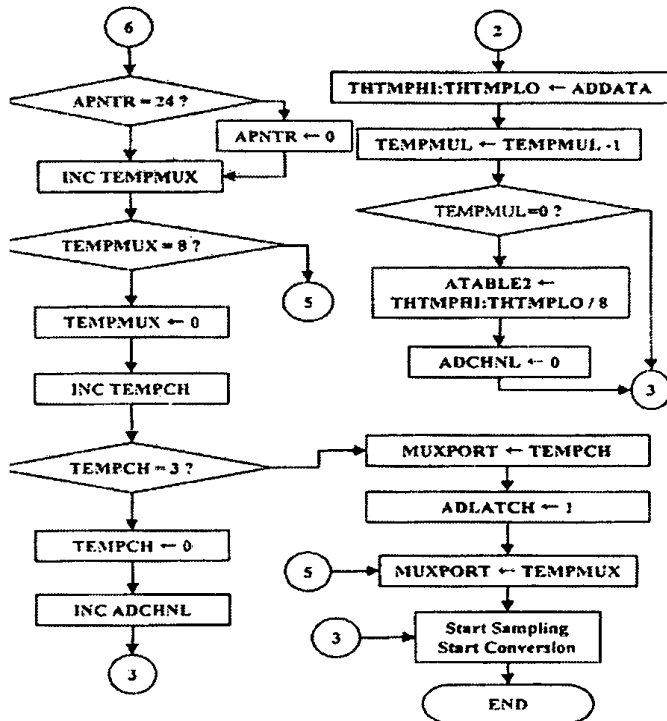 6
APNTR = 24 ?
APNTR ← 0
INC TEMPMUX
TEMPMUX = 8 ?
5
TEMPMUX ← 0
INC TEMPCH
TEMPCH = 3 ?
TEMPCH ← 0
INC ADCHNL
3
2
THTMPHI:THTMPLO ← ADDATA
TEMPMUL ← TEMPMUL -1
TEMPMUL=0 ?
ATABLE2 ←
THTMPHI:THTMPLO / 8
ADCHNL ← 0
3
MUXPORT ← TEMPCH
ADLATCH ← 1
5
MUXPORT ← TEMPMUX
3
Start Sampling
Start Conversion
END